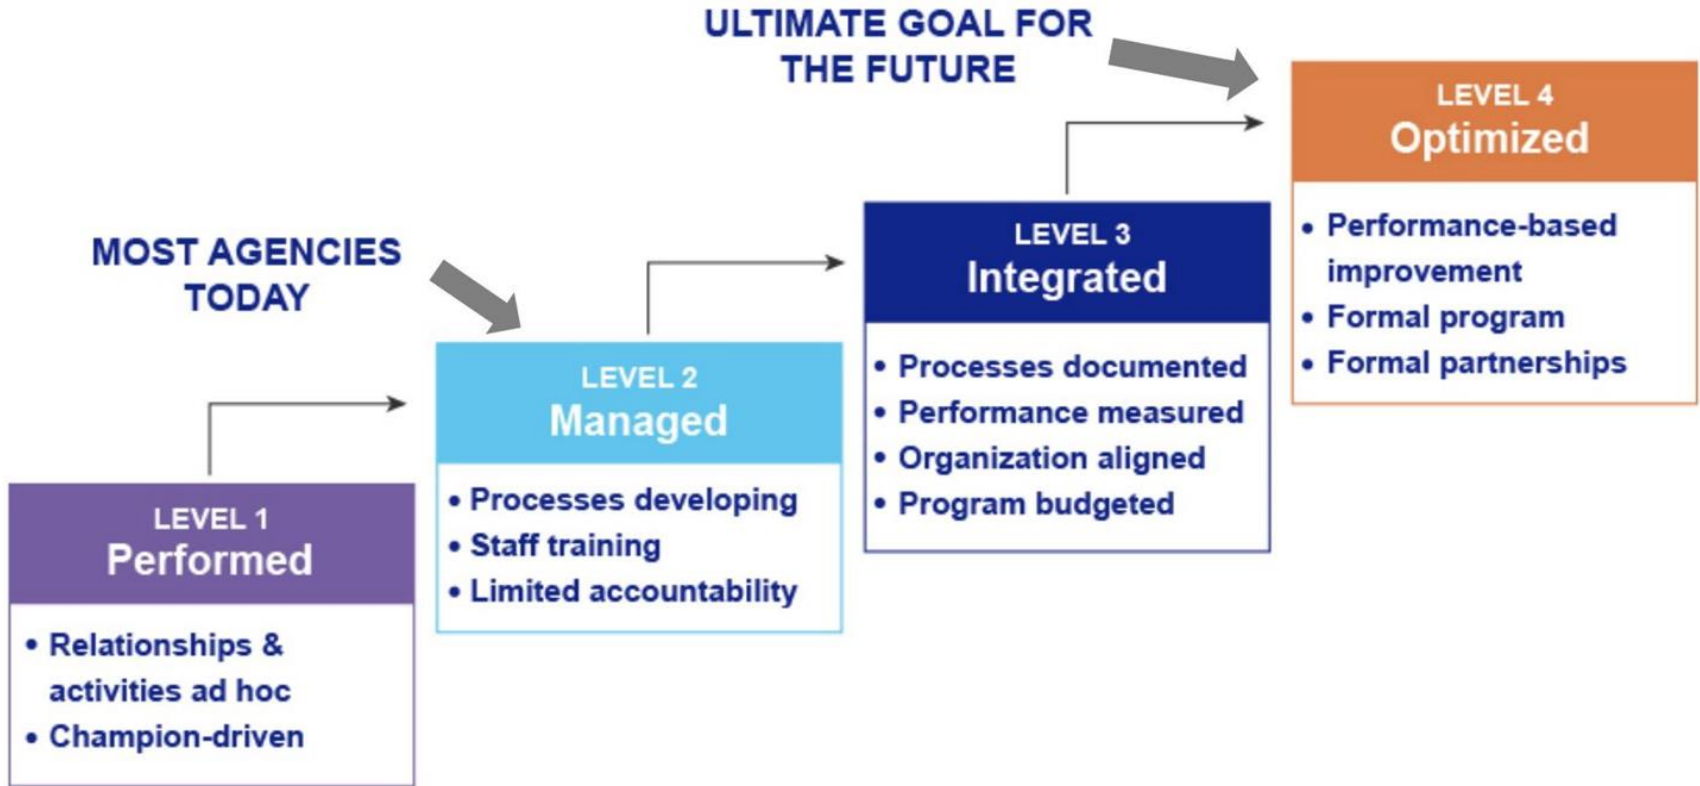 ULTIMATE GOAL FOR
THE FUTURE
LEVEL 4
Optimized
• Performance-based
improvement
• Formal program
• Formal partnerships
LEVEL 3
Integrated
• Processes documented
• Performance measured
• Organization aligned
• Program budgeted
MOST AGENCIES
TODAY
LEVEL 2
Managed
• Processes developing
• Staff training
• Limited accountability
LEVEL 1
Performed
• Relationships &
activities ad hoc
• Champion-driven